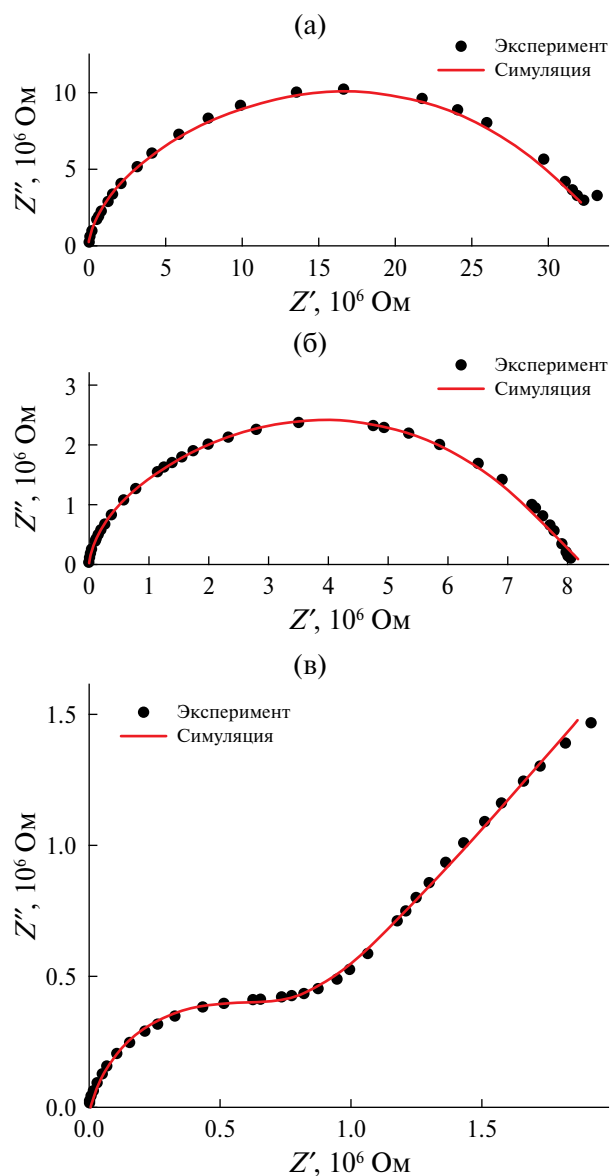 (а)
Эксперимент
Симуляция
10
5
0
Z″, 10⁶ Ом
0 5 10 15 20 25 30
Z′, 10⁶ Ом
(б)
Эксперимент
Симуляция
3
2
1
0
Z″, 10⁶ Ом
0 1 2 3 4 5 6 7 8
Z′, 10⁶ Ом
(в)
Эксперимент
Симуляция
1.5
1.0
0.5
0.0
Z″, 10⁶ Ом
0.0 0.5 1.0 1.5
Z′, 10⁶ Ом